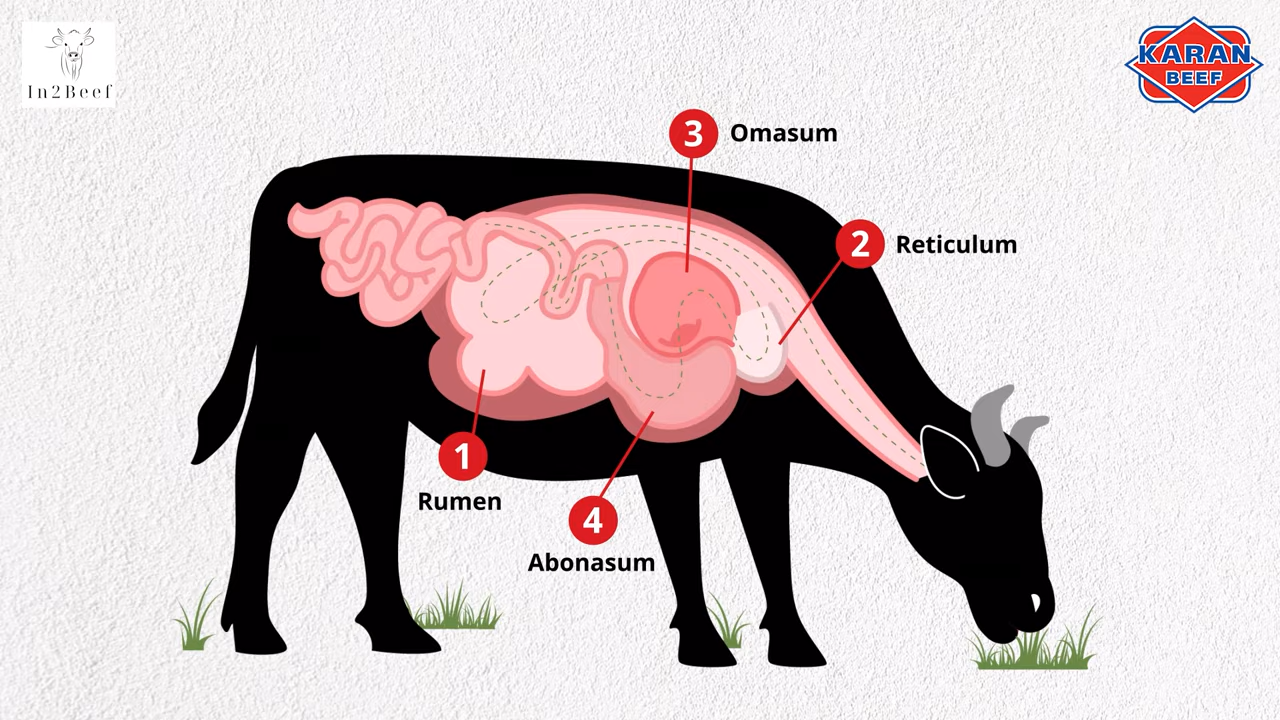 In2Beef
KARAN
BEEF
3 Omasum
2 Reticulum
1
Rumen
4
Abonasum